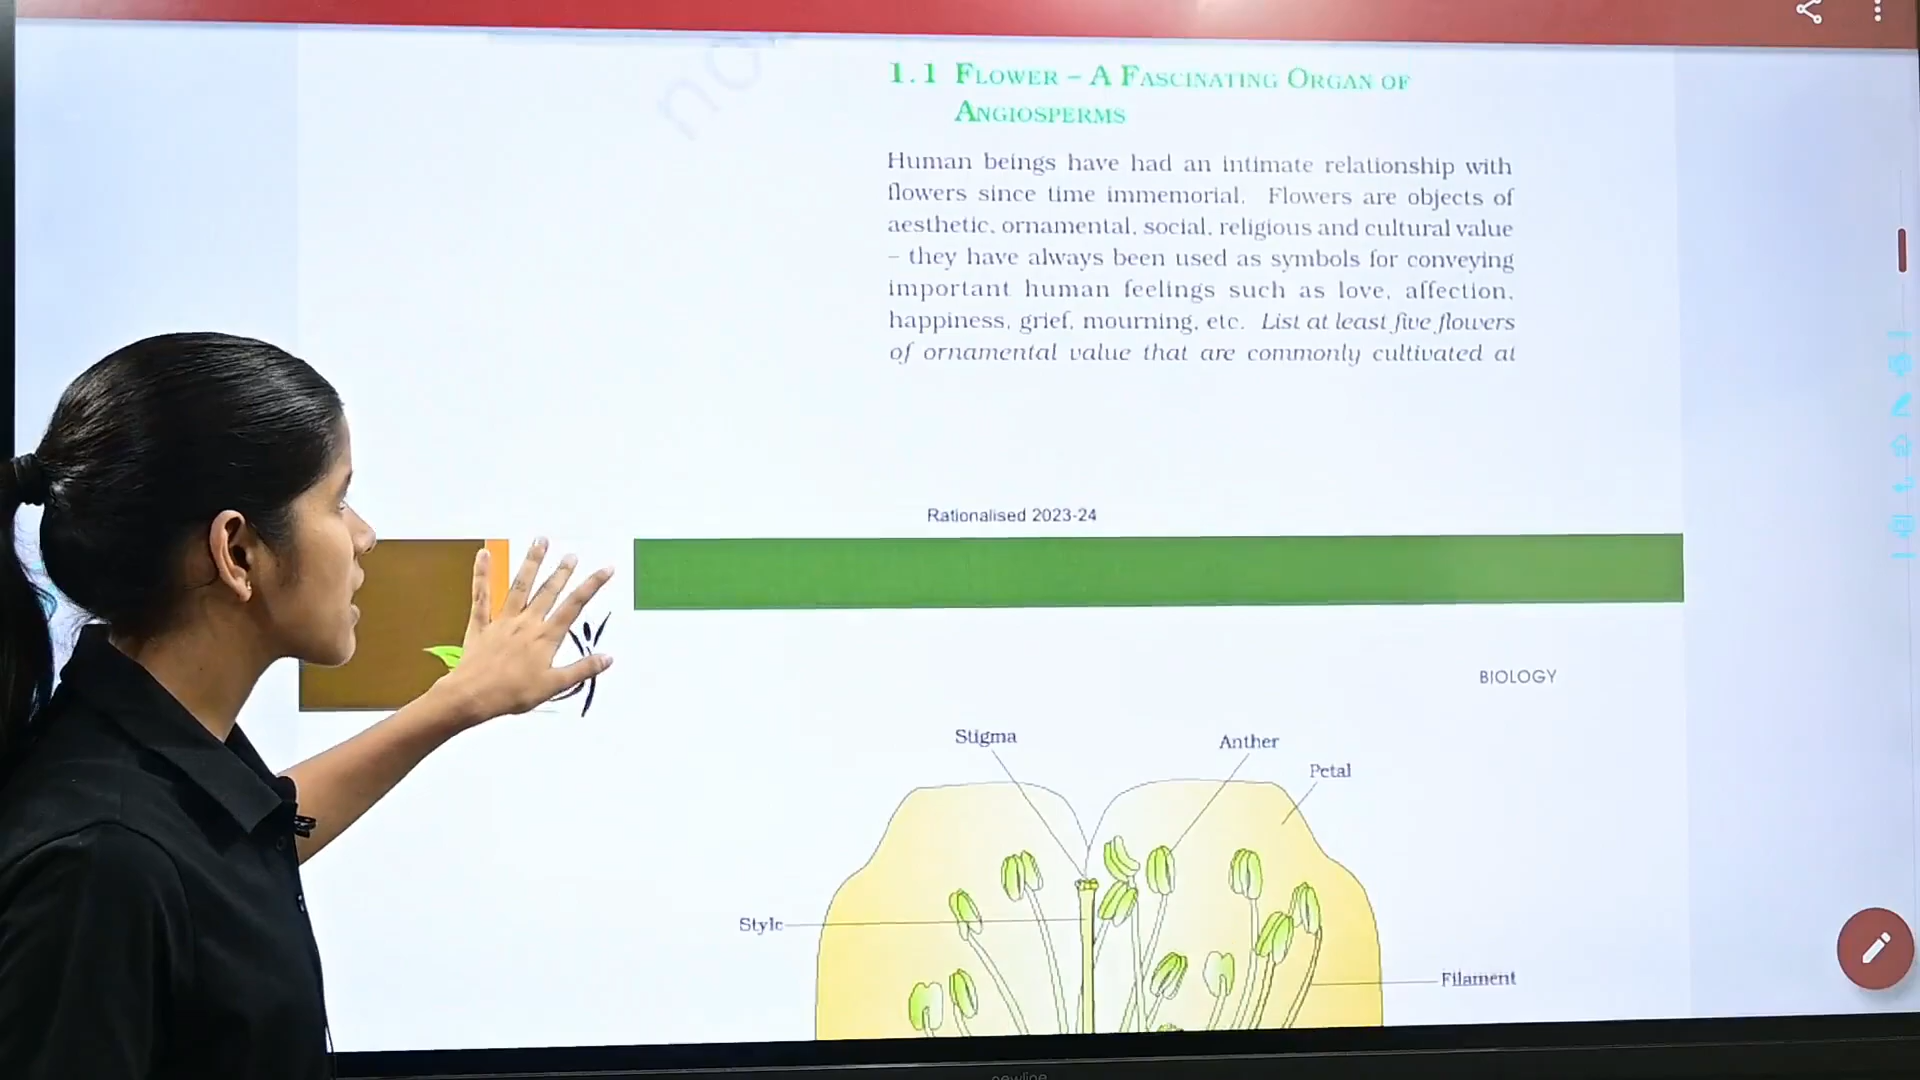 no
1.1 FLOWER – A FASCINATING ORGAN OF
ANGIOSPERMS
Human beings have had an intimate relationship with
flowers since time immemorial. Flowers are objects of
aesthetic, ornamental, social, religious and cultural value
– they have always been used as symbols for conveying
important human feelings such as love, affection,
happiness, grief, mourning, etc. List at least five flowers
of ornamental value that are commonly cultivated at
Rationalised 2023-24
BIOLOGY
Stigma
Anther
Petal
Style
Filament
newline